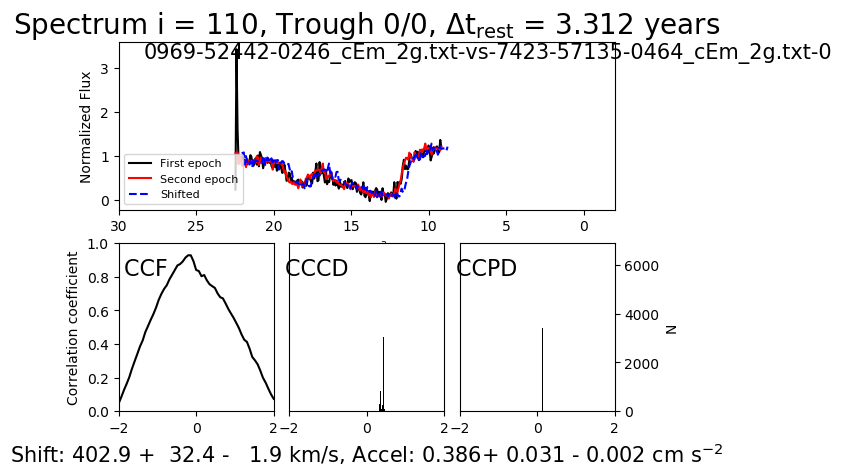 Spectrum i = 110, Trough 0/0, Δt_rest = 3.312 years
0969-52442-0246_cEm_2g.txt-vs-7423-57135-0464_cEm_2g.txt-0
Normalized Flux
3
2
1
0
First epoch
Second epoch
Shifted
30 25 20 15 10 5 0
Correlation coefficient
1.0
0.8
0.6
0.4
0.2
0.0
CCF
CCCD
CCPD
6000
4000
2000
0
N
−2 0 2
−2 0 2
−2 0 2
Shift: 402.9 + 32.4 - 1.9 km/s, Accel: 0.386+ 0.031 - 0.002 cm s⁻²